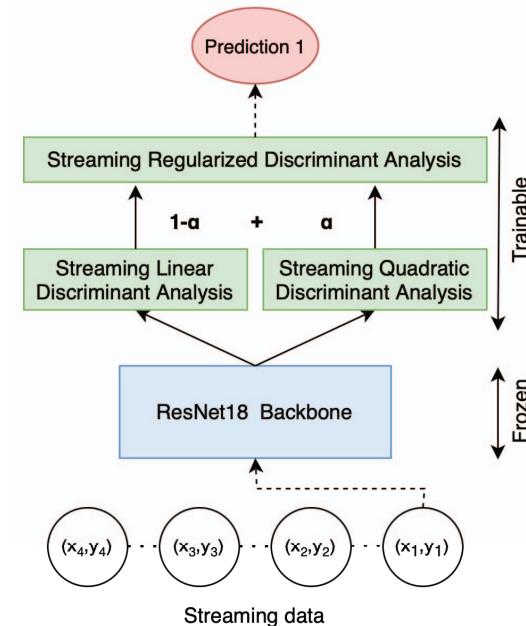 Prediction 1
Streaming Regularized Discriminant Analysis
1-α + α
Streaming Linear
Discriminant Analysis
Streaming Quadratic
Discriminant Analysis
Trainable
ResNet18 Backbone
Frozen
(x₄,y₄) (x₃,y₃) (x₂,y₂) (x₁,y₁)
Streaming data